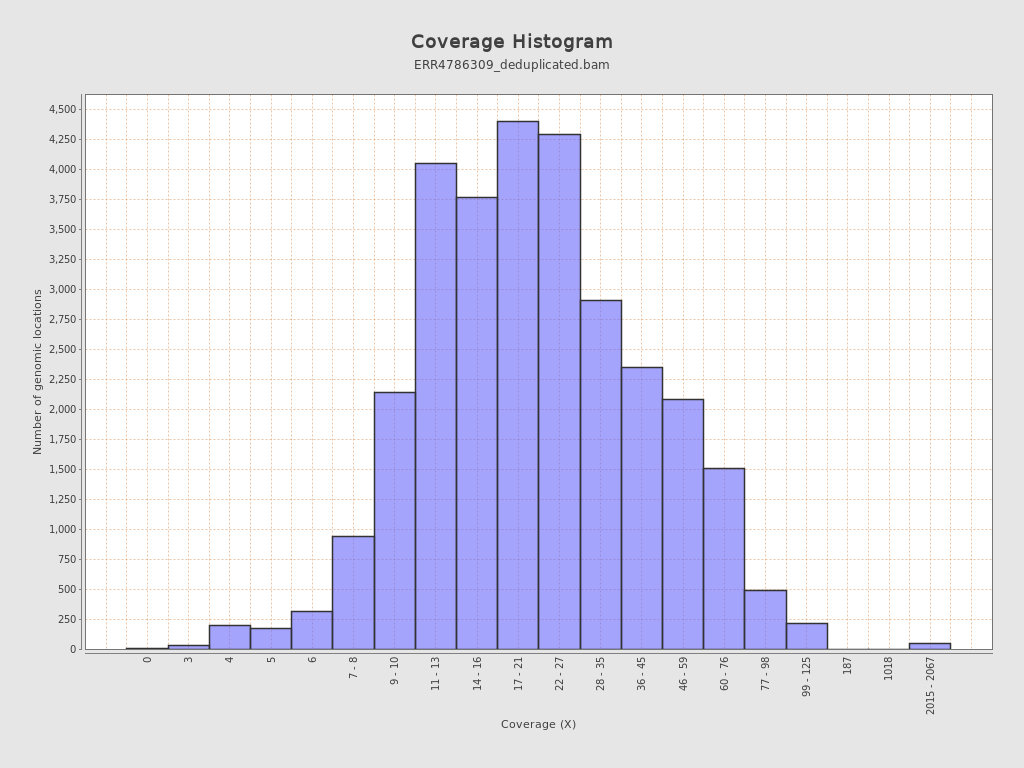 Coverage Histogram
ERR4786309_deduplicated.bam
Number of genomic locations
4,500
4,250
4,000
3,750
3,500
3,250
3,000
2,750
2,500
2,250
2,000
1,750
1,500
1,250
1,000
750
500
250
0
0
3
4
5
6
7 - 8
9 - 10
11 - 13
14 - 16
17 - 21
22 - 27
28 - 35
36 - 45
46 - 59
60 - 76
77 - 98
99 - 125
187
1018
2015 - 2067
Coverage (X)